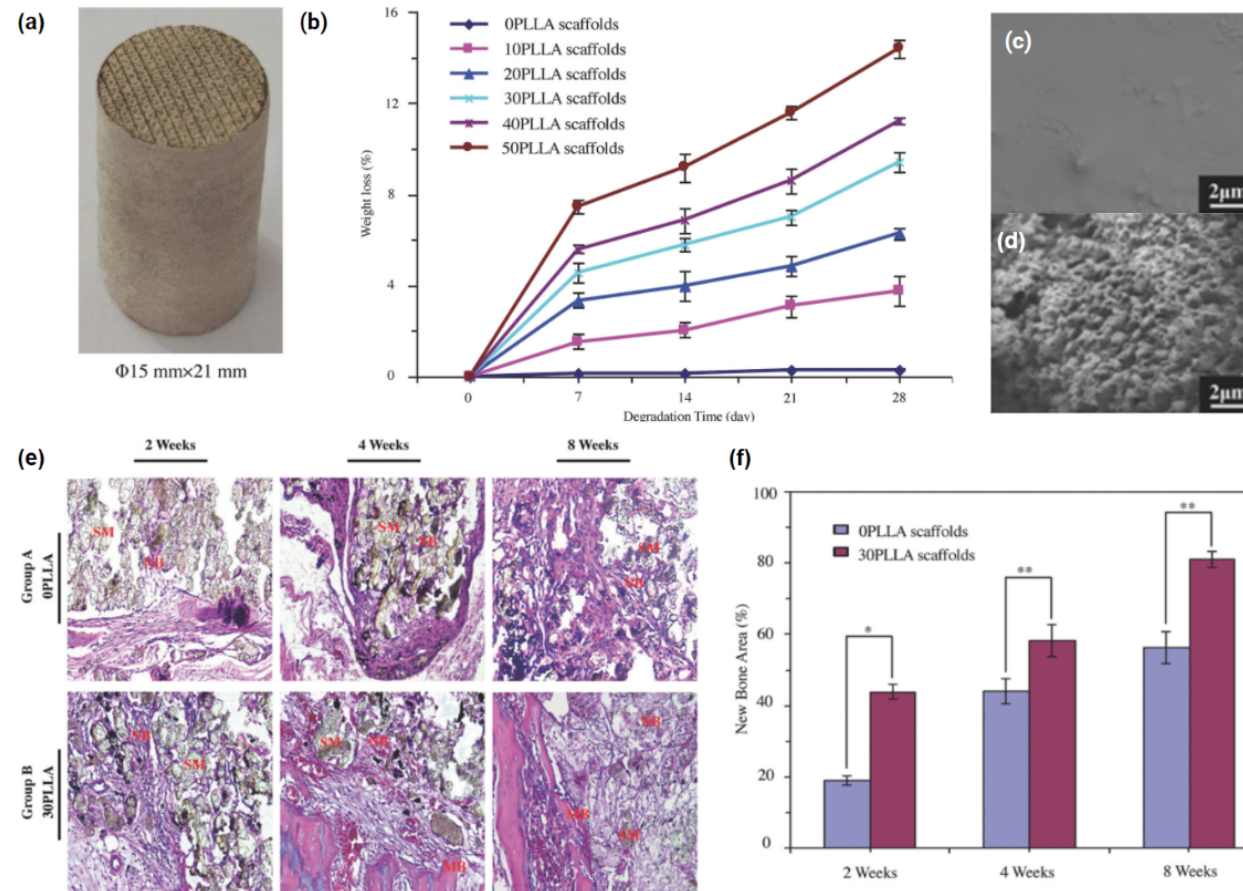 (a)
Φ15 mm×21 mm
(b)
16
12
8
4
0
Weight loss (%)
0PLLA scaffolds
10PLLA scaffolds
20PLLA scaffolds
30PLLA scaffolds
40PLLA scaffolds
50PLLA scaffolds
0 7 14 21 28
Degradation Time (day)
(c)
2μm
(d)
2μm
(e)
2 Weeks 4 Weeks 8 Weeks
Group A
0PLLA
SM
NB
SM
NB
SM
NB
Group B
30PLLA
NB
SM
SM
NB
MB
NB
MB
SM
(f)
100
80
60
40
20
0
New Bone Area (%)
0PLLA scaffolds
30PLLA scaffolds
*
**
**
2 Weeks 4 Weeks 8 Weeks